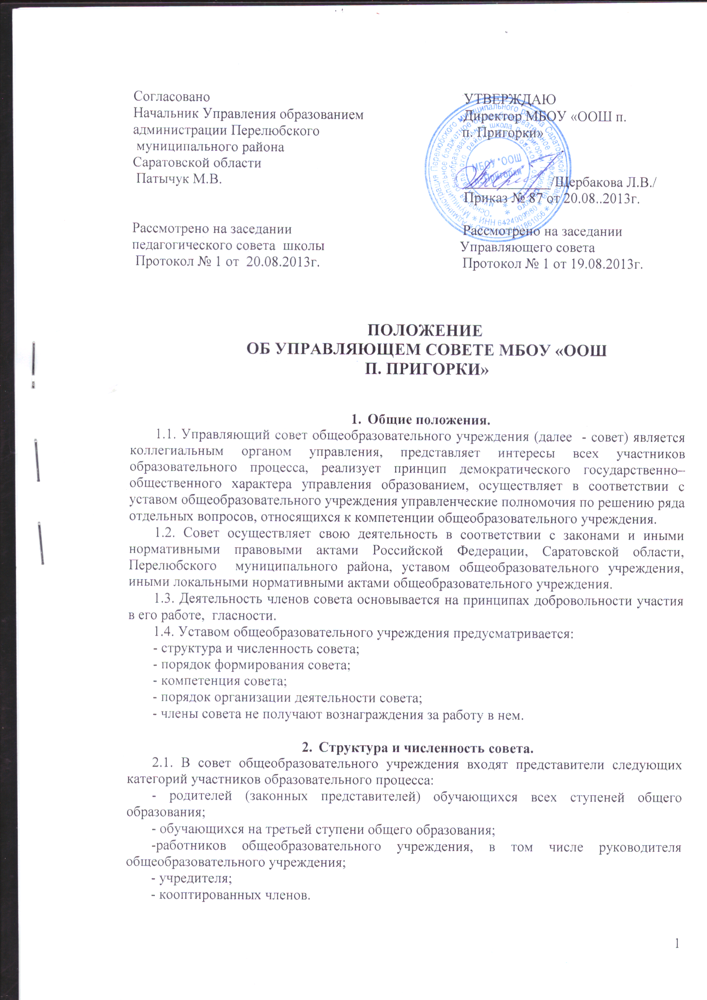 Согласовано
Начальник Управления образованием
администрации Перелюбского
муниципального района
Саратовской области
Патычук М.В.
УТВЕРЖДАЮ
Директор МБОУ «ООШ п.
п. Пригорки»
/Щербакова Л.В./
Приказ № 87 от 20.08..2013г.
МБОУ "ООШ
п. Пригорки"
Рассмотрено на заседании
педагогического совета школы
Протокол № 1 от 20.08.2013г.
Рассмотрено на заседании
Управляющего совета
Протокол № 1 от 19.08.2013г.
ПОЛОЖЕНИЕ
ОБ УПРАВЛЯЮЩЕМ СОВЕТЕ МБОУ «ООШ
П. ПРИГОРКИ»
1. Общие положения.
1.1. Управляющий совет общеобразовательного учреждения (далее - совет) является
коллегиальным органом управления, представляет интересы всех участников
образовательного процесса, реализует принцип демократического государственно–
общественного характера управления образованием, осуществляет в соответствии с
уставом общеобразовательного учреждения управленческие полномочия по решению ряда
отдельных вопросов, относящихся к компетенции общеобразовательного учреждения.
1.2. Совет осуществляет свою деятельность в соответствии с законами и иными
нормативными правовыми актами Российской Федерации, Саратовской области,
Перелюбского муниципального района, уставом общеобразовательного учреждения,
иными локальными нормативными актами общеобразовательного учреждения.
1.3. Деятельность членов совета основывается на принципах добровольности участия
в его работе, гласности.
1.4. Уставом общеобразовательного учреждения предусматривается:
- структура и численность совета;
- порядок формирования совета;
- компетенция совета;
- порядок организации деятельности совета;
- члены совета не получают вознаграждения за работу в нем.
2. Структура и численность совета.
2.1. В совет общеобразовательного учреждения входят представители следующих
категорий участников образовательного процесса:
- родителей (законных представителей) обучающихся всех ступеней общего
образования;
- обучающихся на третьей ступени общего образования;
-работников общеобразовательного учреждения, в том числе руководителя
общеобразовательного учреждения;
- учредителя;
- кооптированных членов.
1